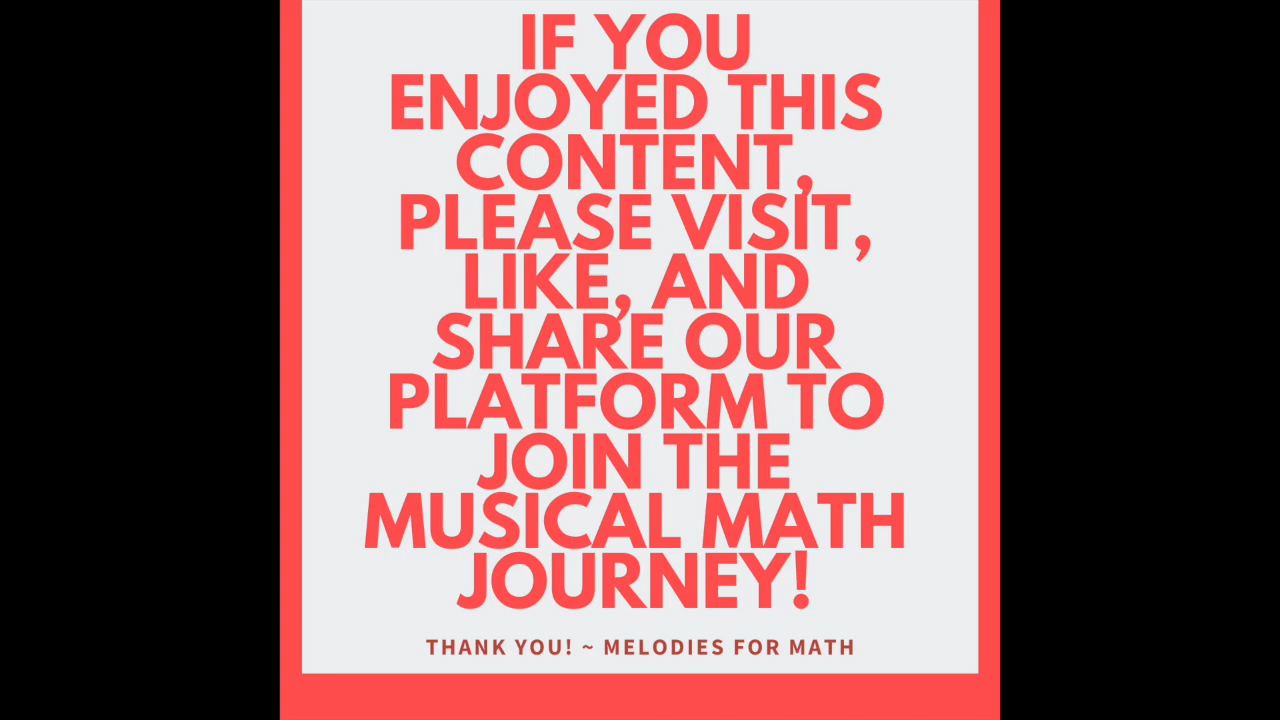 IF YOU
ENJOYED THIS
CONTENT,
PLEASE VISIT,
LIKE, AND
SHARE OUR
PLATFORM TO
JOIN THE
MUSICAL MATH
JOURNEY!
THANK YOU! ~ MELODIES FOR MATH